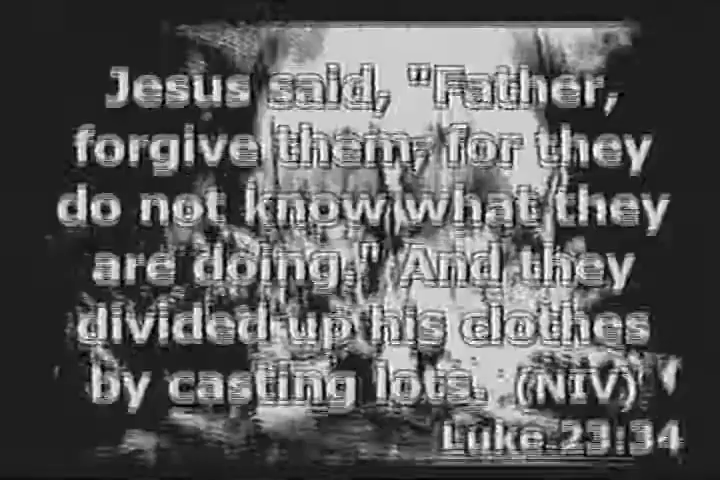 Jesus said, "Father,
forgive them, for they
do not know what they
are doing." And they
divided up his clothes
by casting lots. (NIV)
Luke 23:34